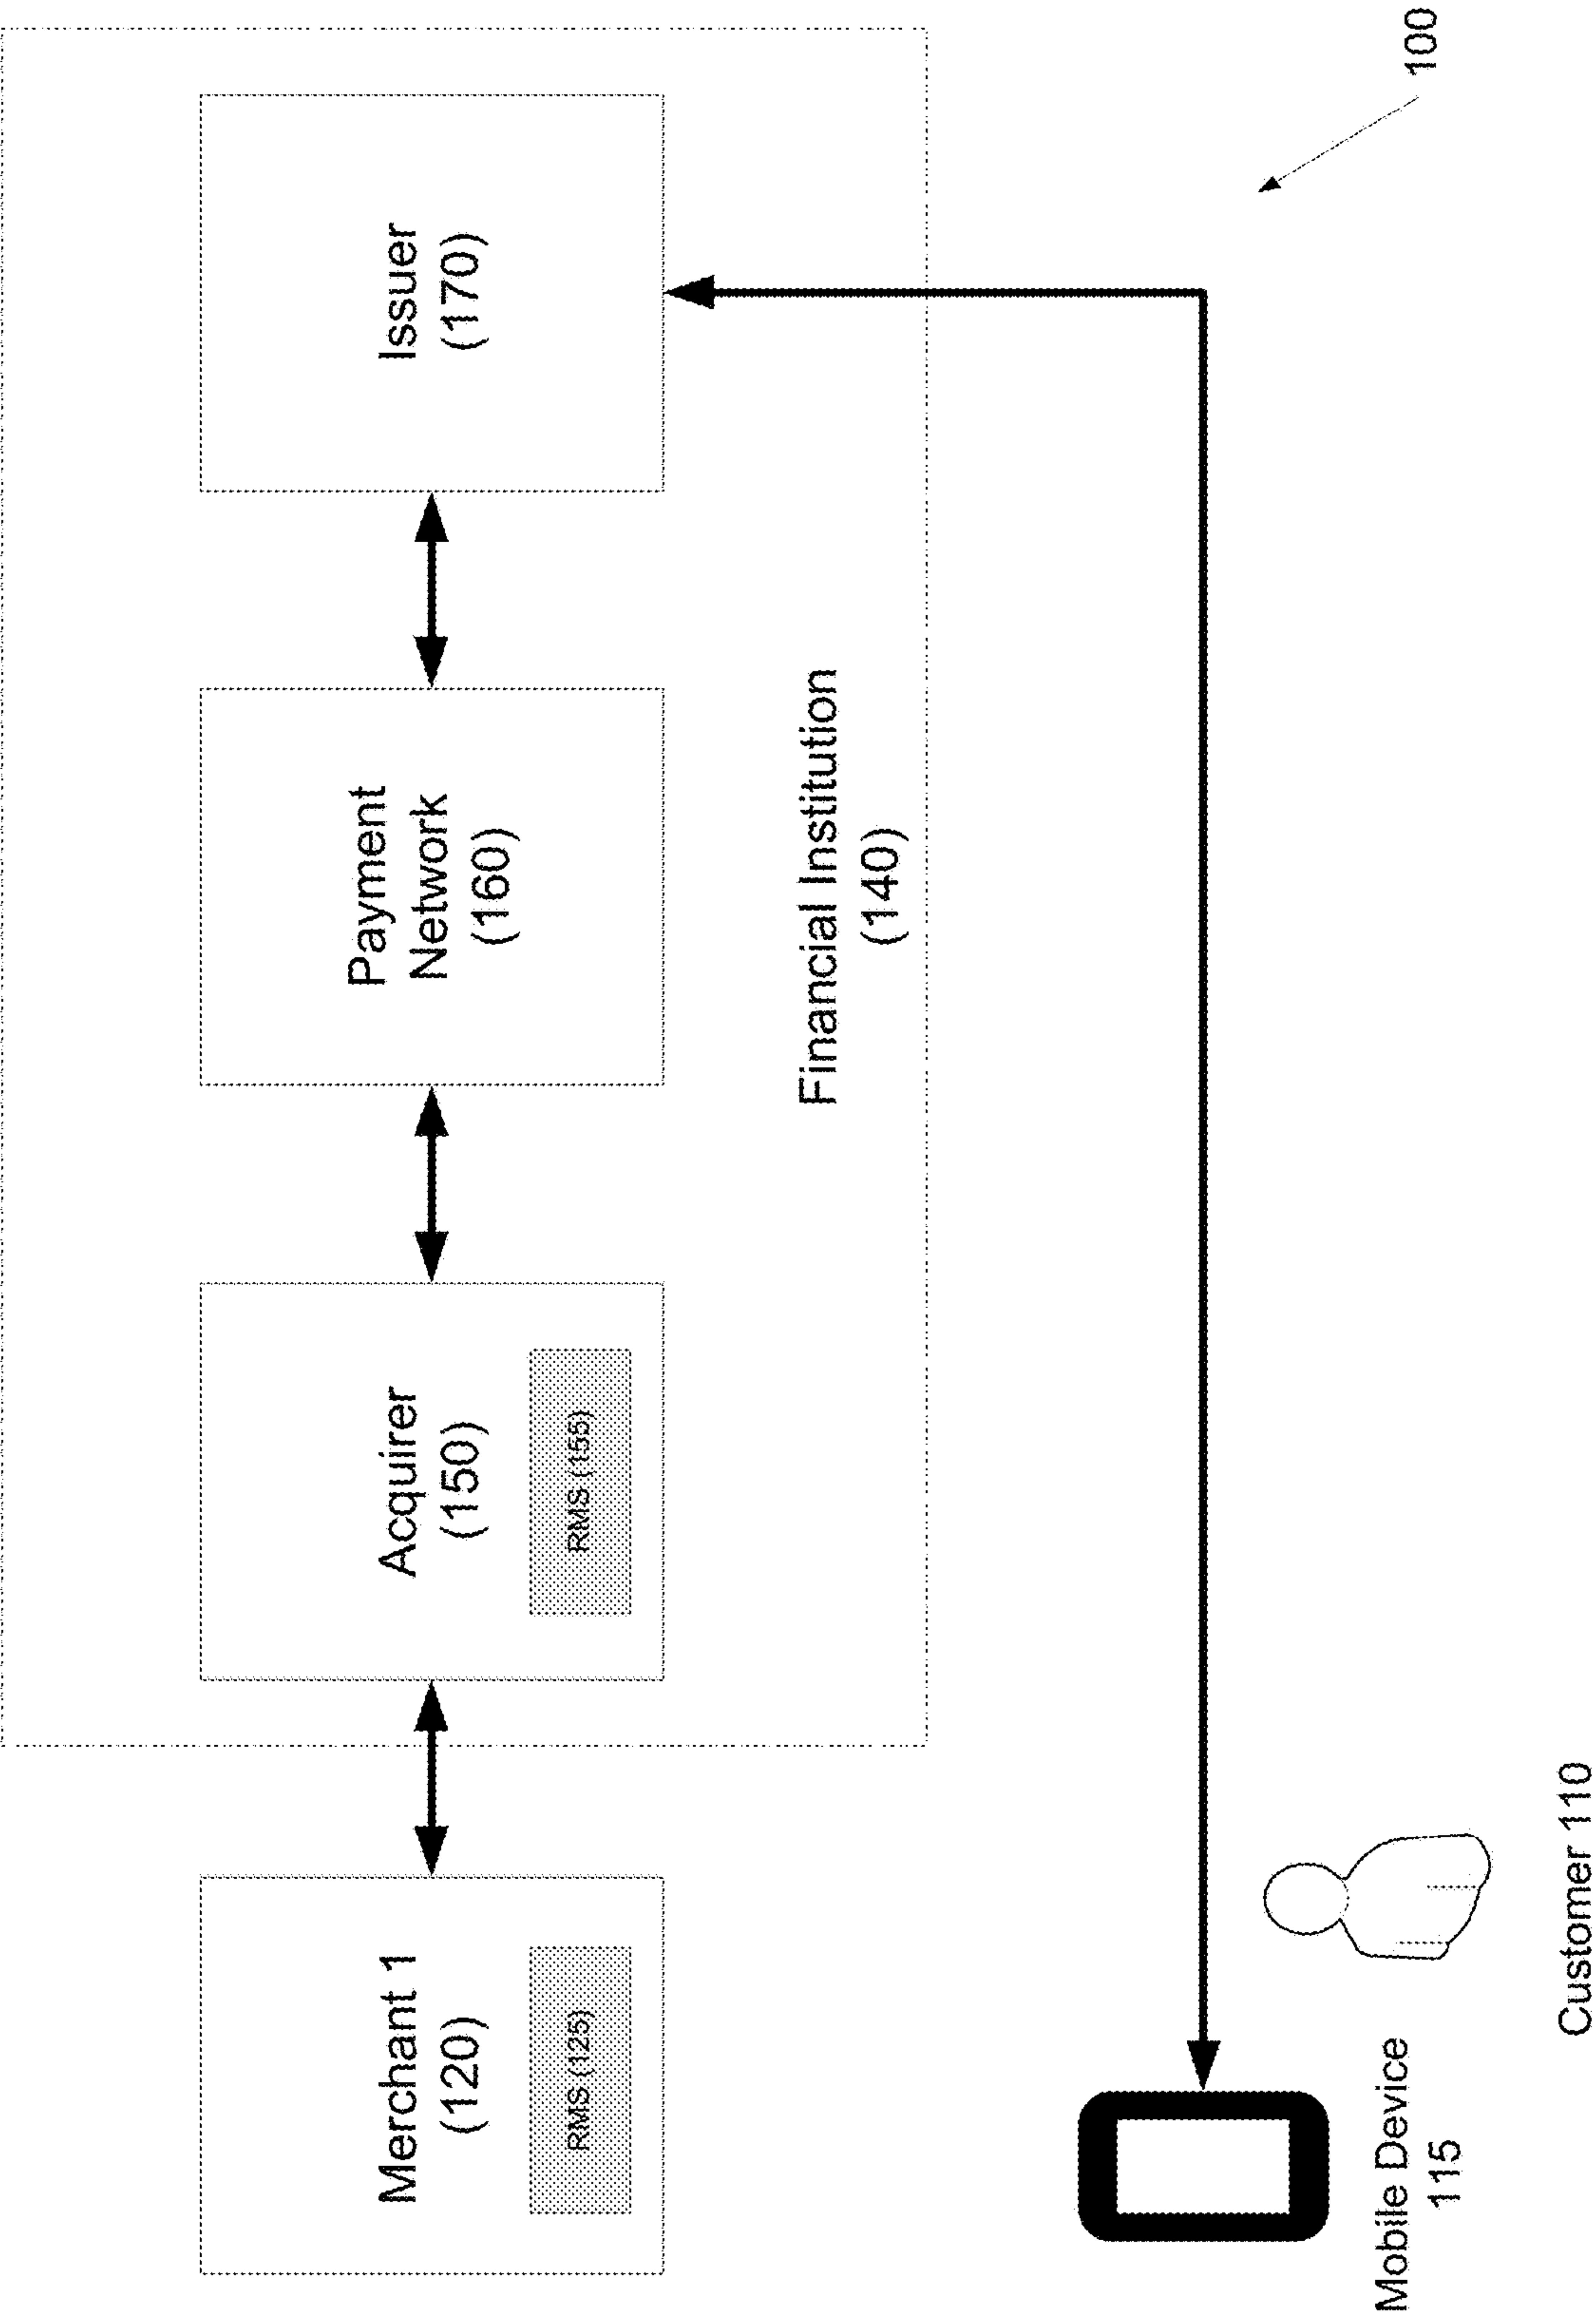 Merchant 1
(120)
RMS (125)
Acquirer
(150)
RMS (155)
Payment
Network
(160)
Issuer
(170)
Financial Institution
(140)
Mobile Device
115
Customer 110
100